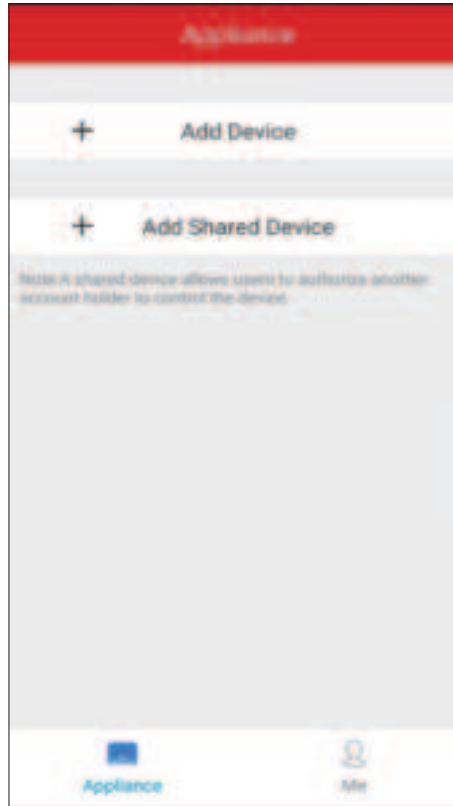 Appliance
+ Add Device
+ Add Shared Device
Note:A shared device allows users to authorize another
account holder to control the device.
Appliance
Me